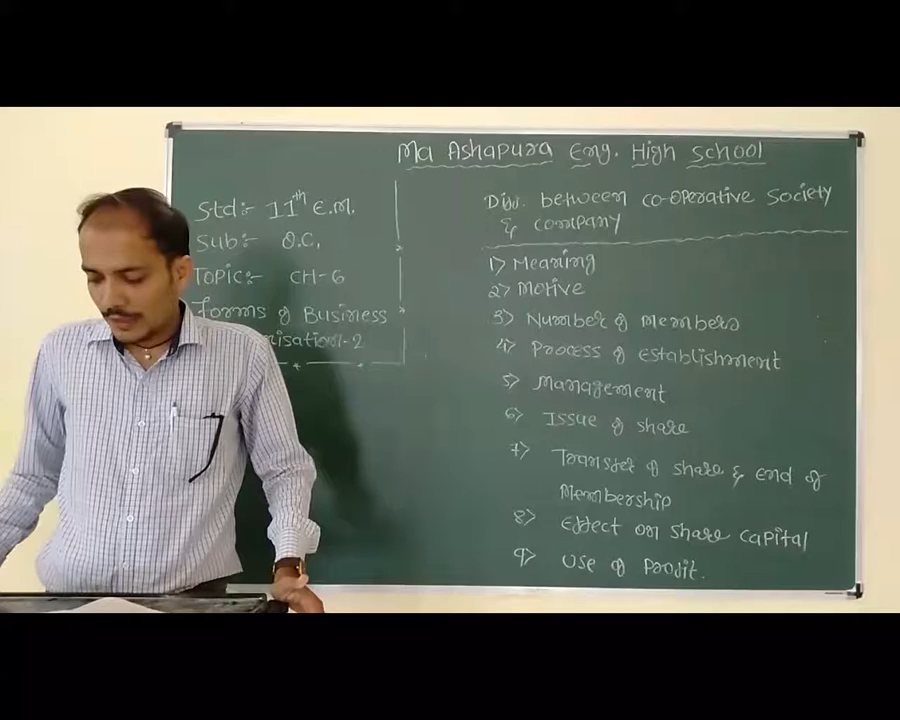 Ma Ashapura Eng. High School
Std:- 11th E.M.
Sub:- O.C.
Topic:- CH-6
Forms of Business
nisation-2
Diff. between co-operative Society
& company
1) Meaning
2) Motive
3) Number of Members
4) Process of Establishment
5) Management
6) Issue of share
7) Transfer of share & end of
Membership
8) Effect on share capital
9) Use of Profit.